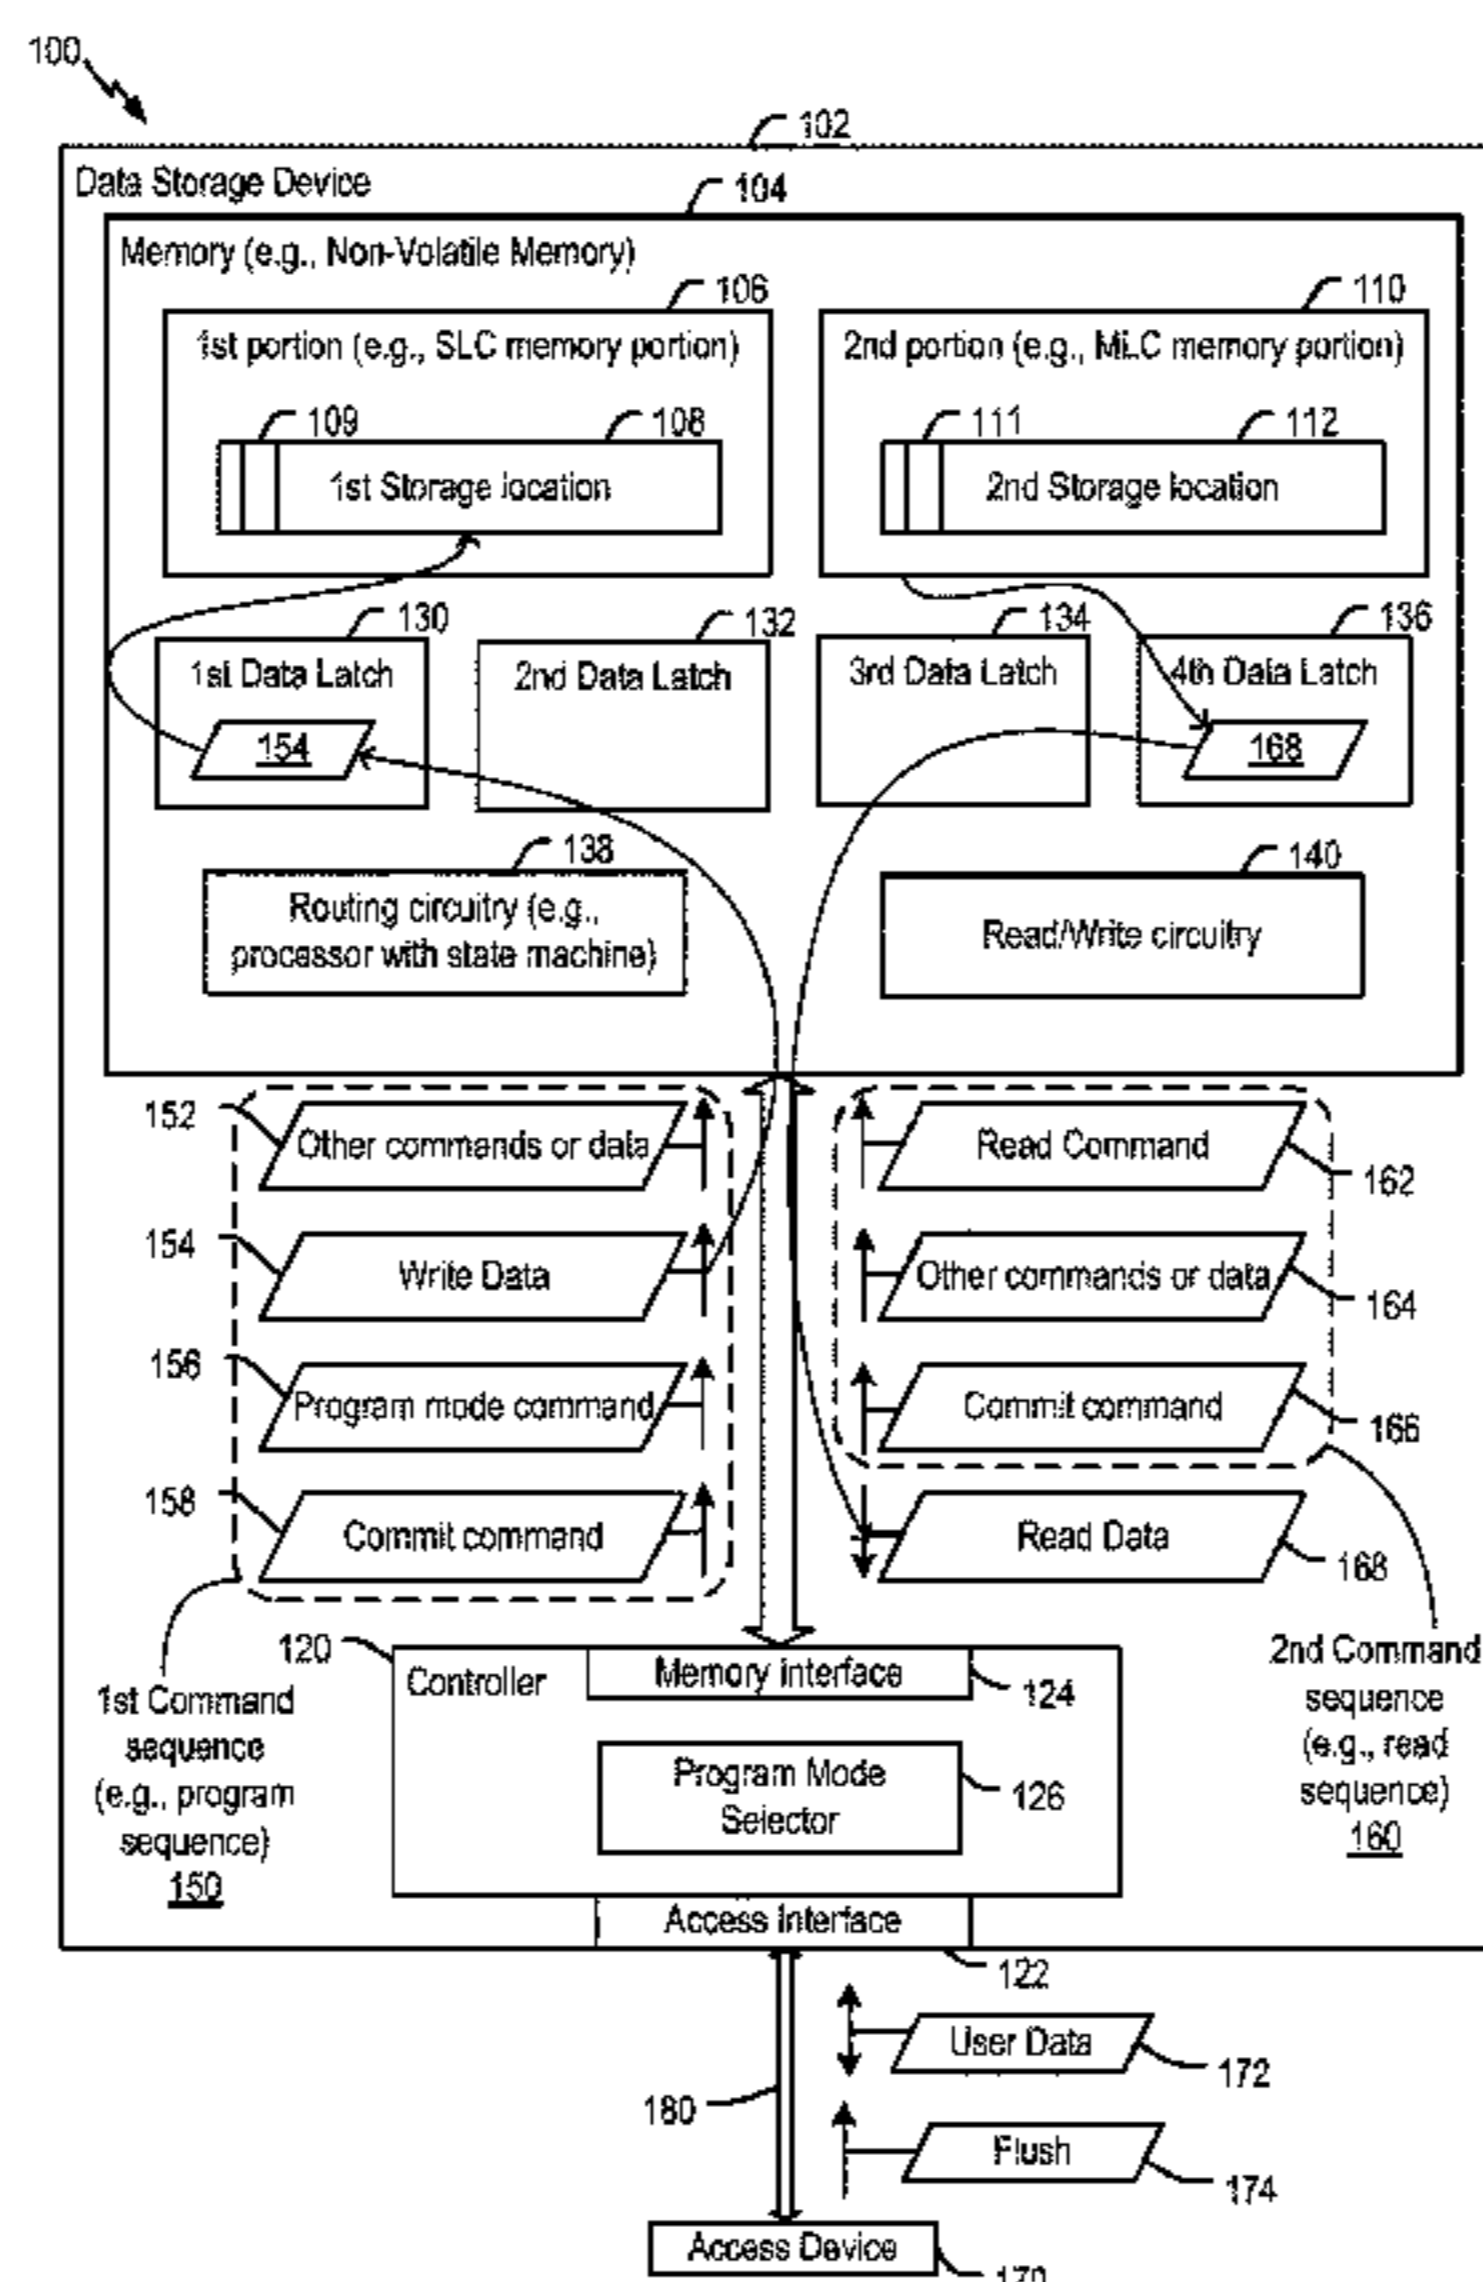 100
102
Data Storage Device
104
Memory (e.g., Non-Volatile Memory)
106
110
1st portion (e.g., SLC memory portion)
2nd portion (e.g., MLC memory portion)
109
108
111
112
1st Storage location
2nd Storage location
130
132
134
136
1st Data Latch
2nd Data Latch
3rd Data Latch
4th Data Latch
154
168
138
140
Routing circuitry (e.g.,
processor with state machine)
Read/Write circuitry
152
Other commands or data
Read Command
162
154
Write Data
Other commands or data
164
156
Program mode command
Commit command
166
158
Commit command
Read Data
168
120
Controller
Memory Interface
124
1st Command
sequence
(e.g., program
sequence)
150
2nd Command
sequence
(e.g., read
sequence)
160
Program Mode
Selector
126
Access Interface
122
User Data
172
180
Flush
174
Access Device
170